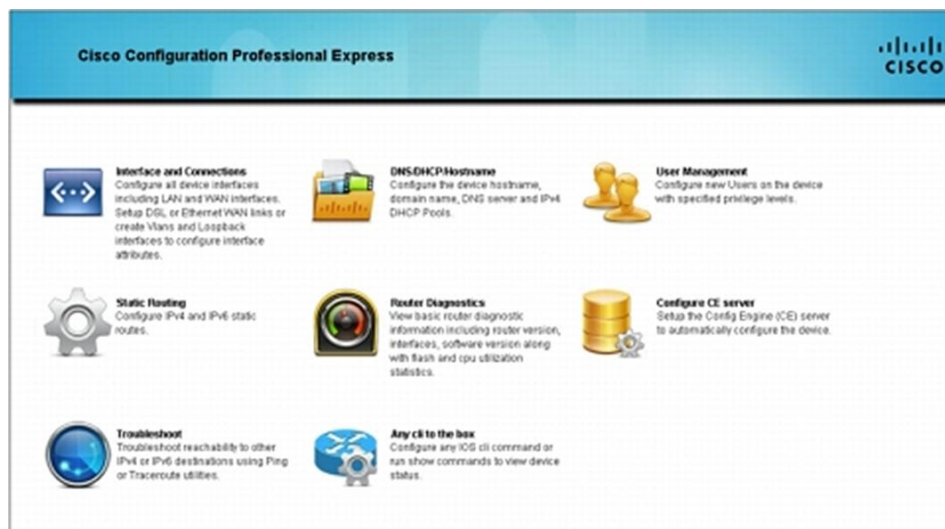 Cisco Configuration Professional Express
CISCO
Interface and Connections
Configure all device interfaces
including LAN and WAN interfaces.
Setup DSL or Ethernet WAN links or
create Vlans and Loopback
interfaces to configure interface
attributes.
DNS/DHCP/Hostname
Configure the device hostname,
domain name, DNS server and IPv4
DHCP Pools.
User Management
Configure new Users on the device
with specified privilege levels.
Static Routing
Configure IPv4 and IPv6 static
routes.
Router Diagnostics
View basic router diagnostic
information including router version,
interfaces, software version along
with flash and cpu utilization
statistics.
Configure CE server
Setup the Config Engine (CE) server
to automatically configure the device.
Troubleshoot
Troubleshoot reachability to other
IPv4 or IPv6 destinations using Ping
or Traceroute utilities.
Any cli to the box
Configure any IOS cli command or
run show commands to view device
status.